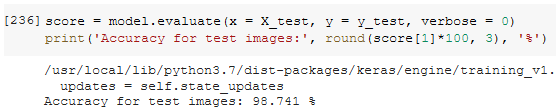 [236] score = model.evaluate(x = X_test, y = y_test, verbose = 0)
print('Accuracy for test images:', round(score[1]*100, 3), '%')
/usr/local/lib/python3.7/dist-packages/keras/engine/training_v1.
updates = self.state_updates
Accuracy for test images: 98.741 %